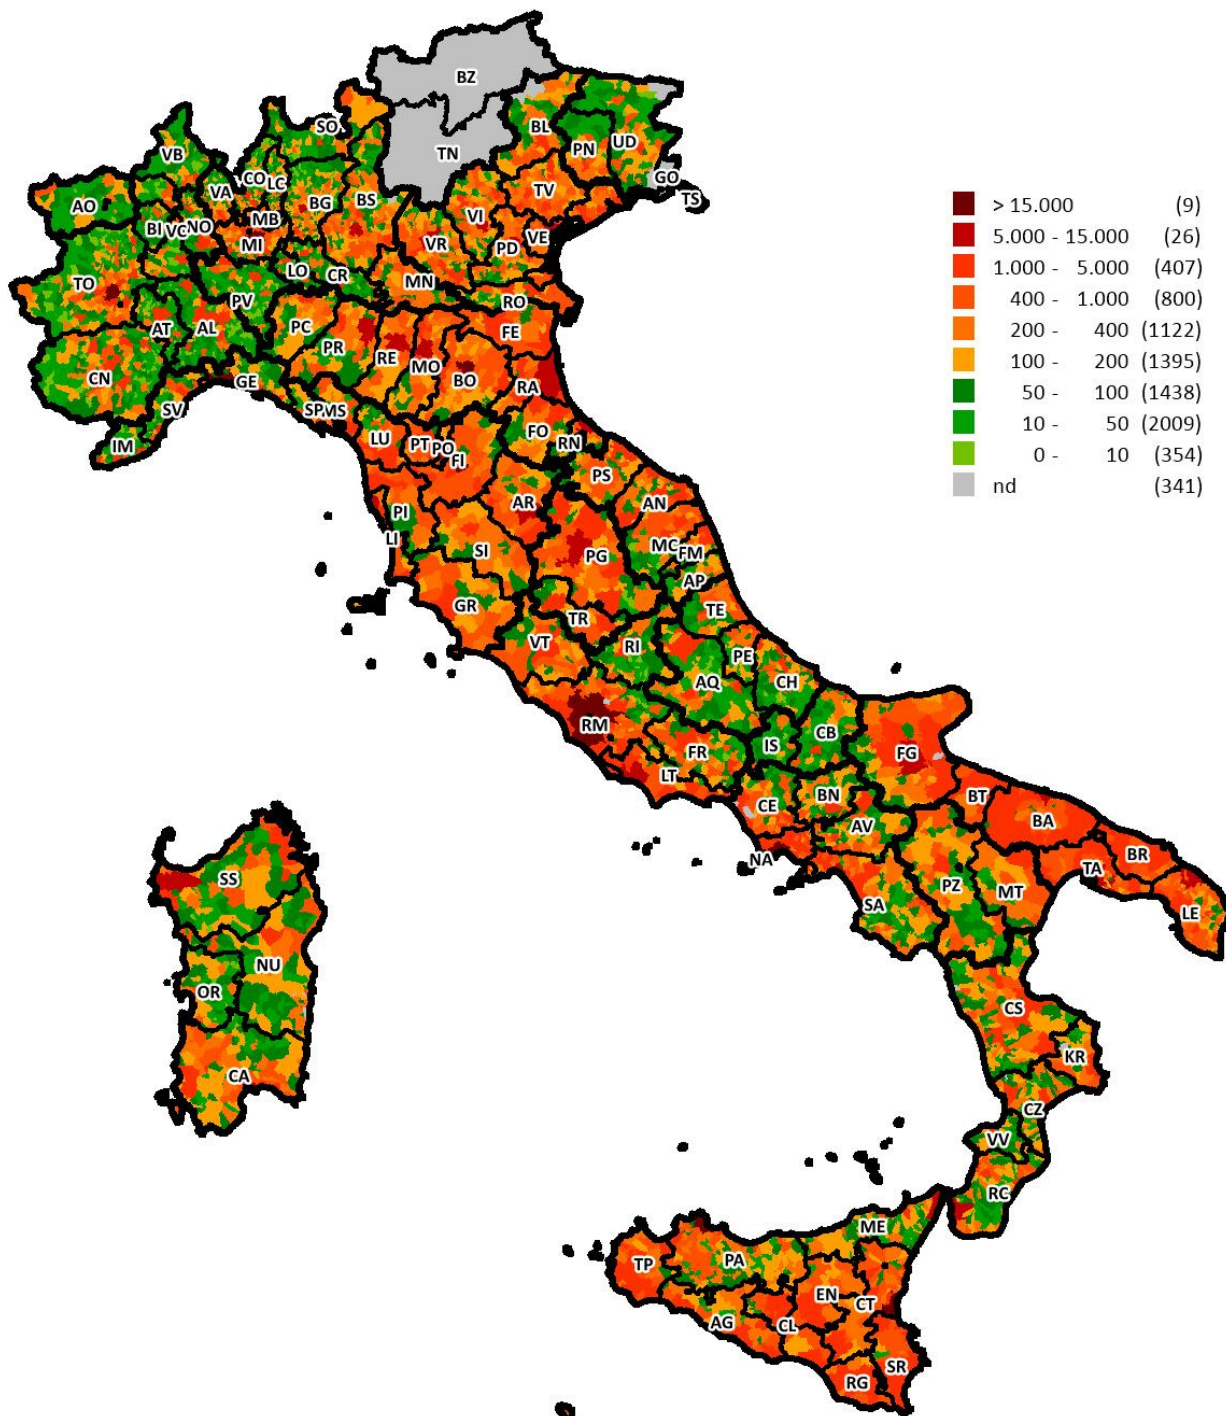 BZ
SO
BL
TN
PN
UD
VB
CO
LC
GO
TS
AO
VA
BG
BS
TV
VI
BI
VC
NO
MB
MI
VE
VR
PD
LO
CR
TO
MN
PV
RO
PC
AT
AL
FE
PR
RE
MO
CN
GE
BO
RA
SV
SP
MS
FO
IM
LU
PT
PO
RN
FI
PS
AR
AN
PI
LI
SI
PG
MC
FM
AP
GR
TE
TR
VT
RI
PE
AQ
CH
RM
CB
IS
FR
FG
LT
CE
BN
BT
AV
BA
NA
BR
TA
SS
PZ
MT
SA
LE
NU
OR
CS
KR
CA
CZ
VV
RC
ME
TP
PA
EN
CT
AG
CL
SR
RG
> 15.000 (9)
5.000 - 15.000 (26)
1.000 - 5.000 (407)
400 - 1.000 (800)
200 - 400 (1122)
100 - 200 (1395)
50 - 100 (1438)
10 - 50 (2009)
0 - 10 (354)
nd (341)